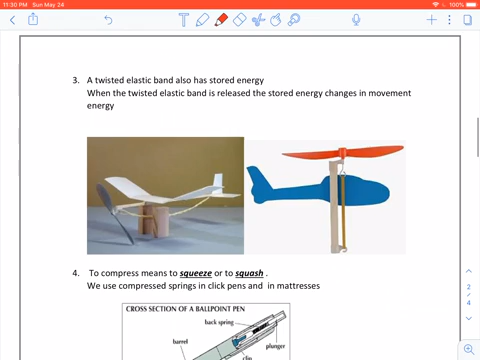 11:30 PM Sun May 24
100%
3. A twisted elastic band also has stored energy
When the twisted elastic band is released the stored energy changes in movement
energy
4. To compress means to squeeze or to squash .
We use compressed springs in click pens and in mattresses
CROSS SECTION OF A BALLPOINT PEN
back spring
barrel
plunger
clip
2
/
4